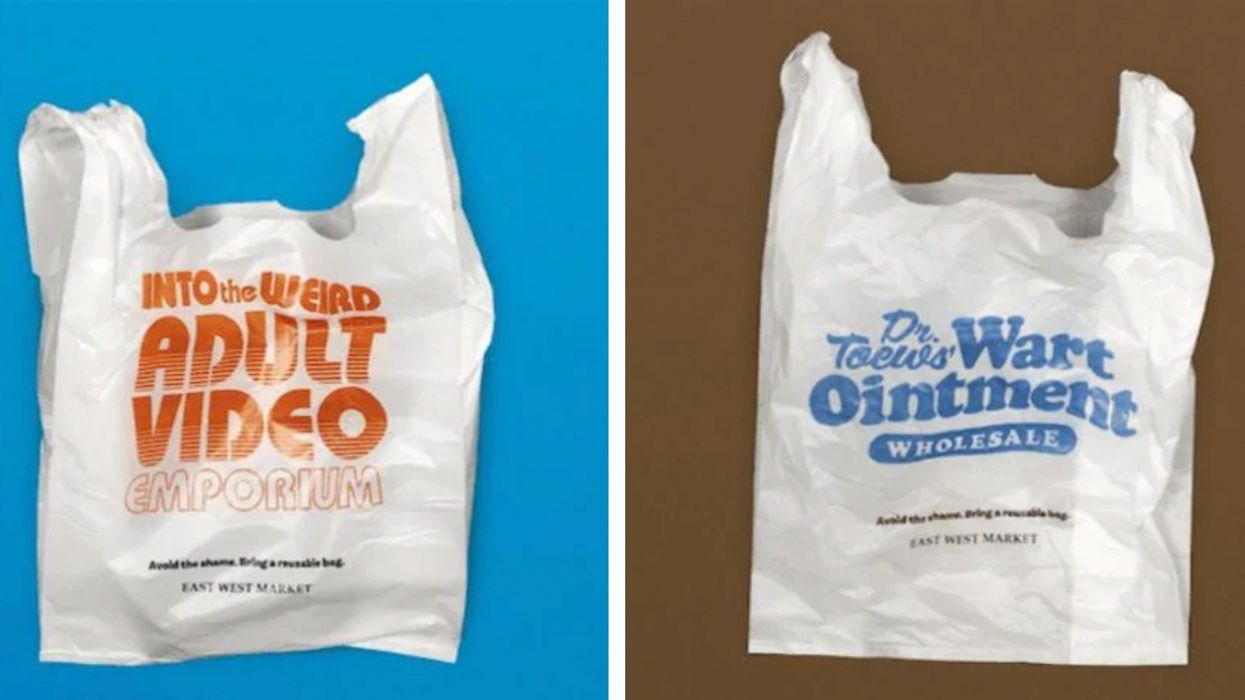 INTO the WEIRD
ADULT
VIDEO
EMPORIUM
Avoid the shame. Bring a reusable bag.
EAST WEST MARKET
Dr.
Toews' Wart
Ointment
WHOLESALE
Avoid the shame. Bring a reusable bag.
EAST WEST MARKET